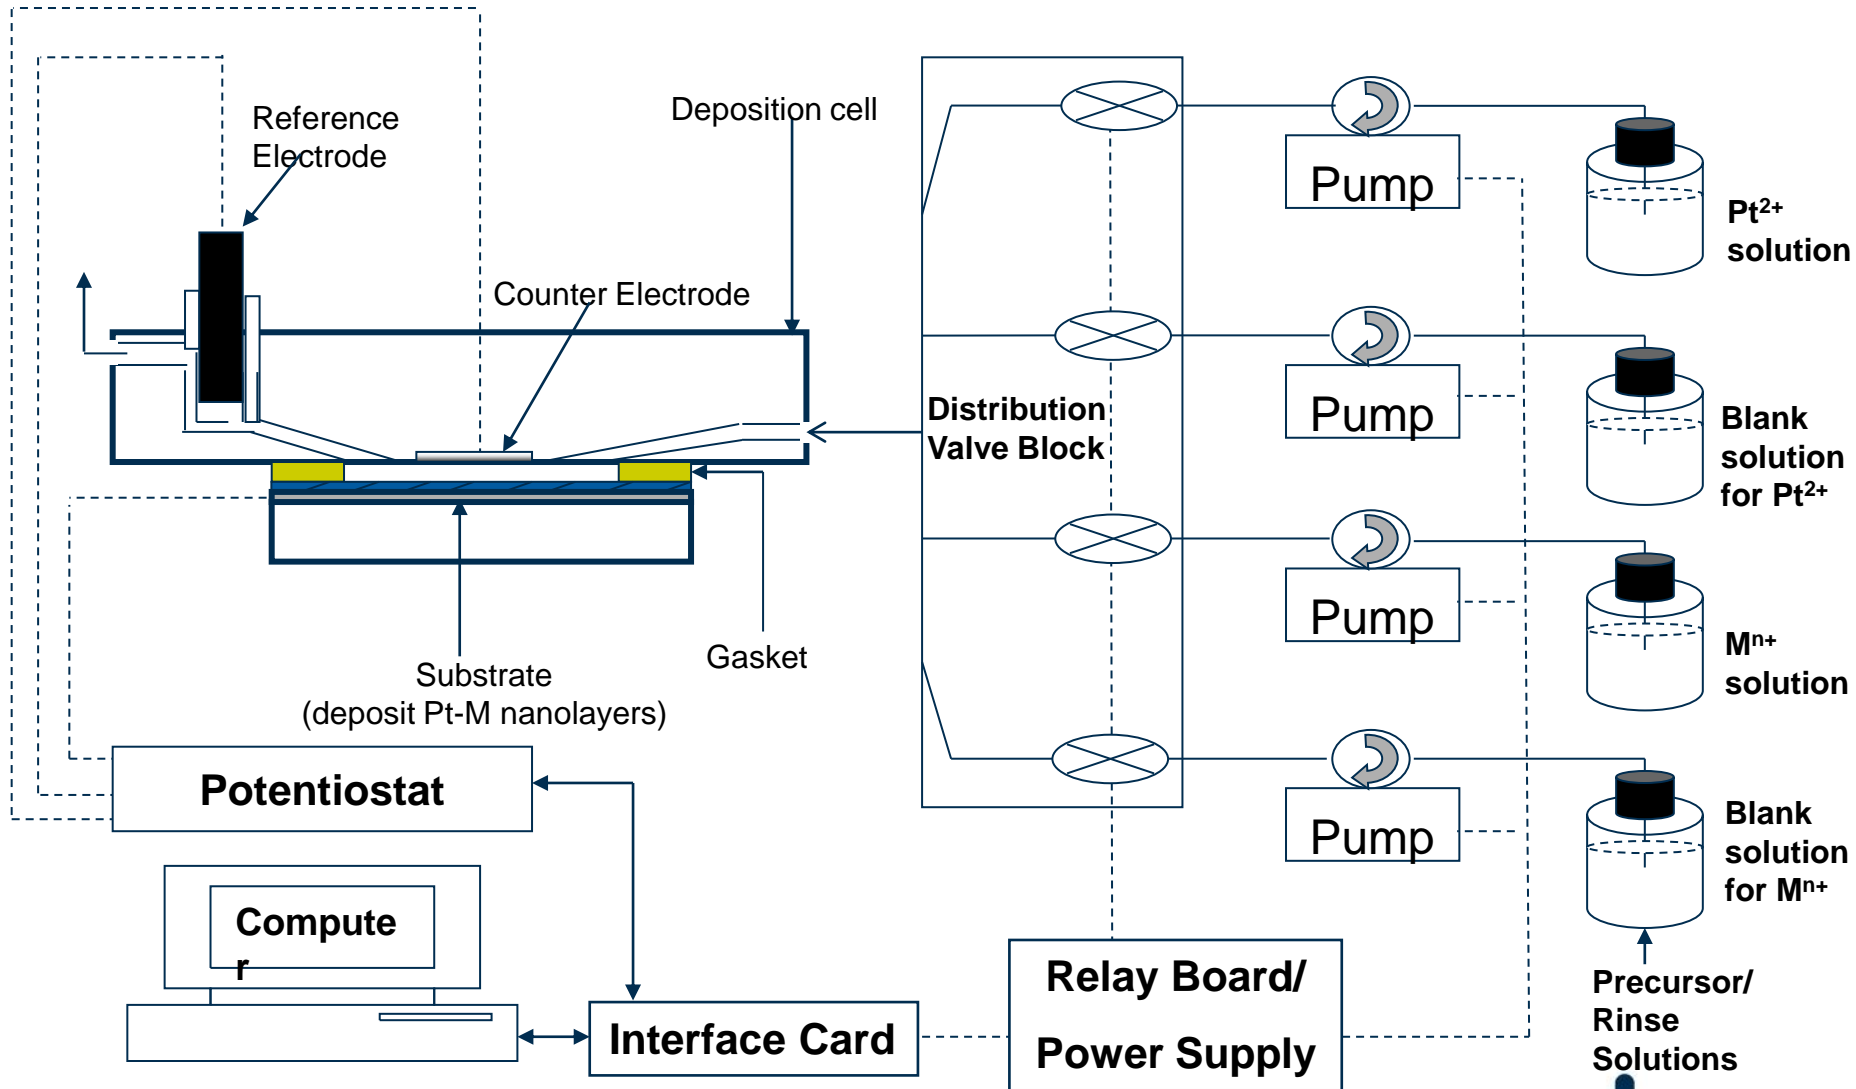 Reference
Electrode
Deposition cell
Counter Electrode
Distribution
Valve Block
Gasket
Substrate
(deposit Pt-M nanolayers)
Potentiostat
Compute
r
Interface Card
Relay Board/
Power Supply
Pump
Pump
Pump
Pump
Pt²⁺
solution
Blank
solution
for Pt²⁺
Mⁿ⁺
solution
Blank
solution
for Mⁿ⁺
Precursor/
Rinse
Solutions